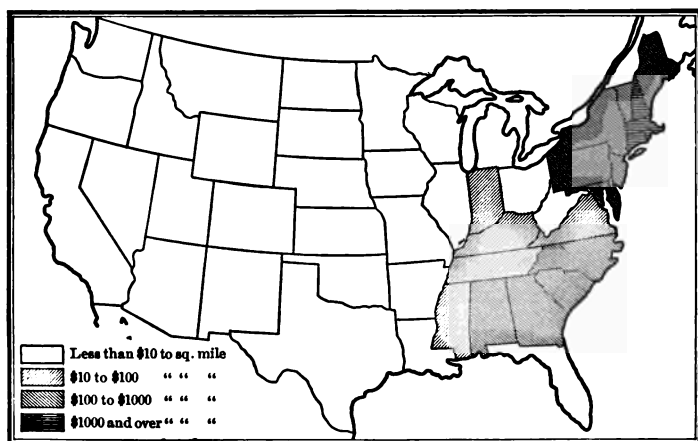 Less than $10 to sq. mile
$10 to $100 “ “ “
$100 to $1000 “ “ “
$1000 and over “ “ “